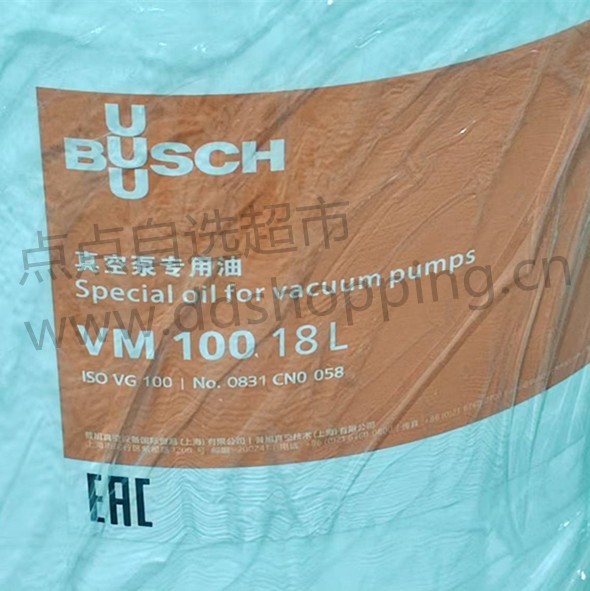 BUSCH
点点自选超市
真空泵专用油
Special oil for vacuum pumps
www.ddshopping.cn
VM 100 18 L
ISO VG 100 | No. 0831 CN0 058
EAC